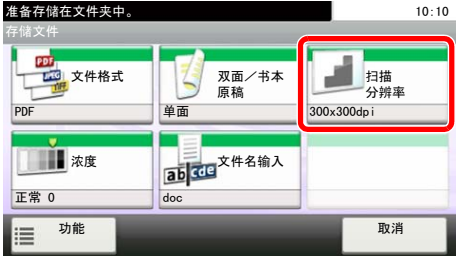 准备存储在文件夹中。 10:10
存储文件
PDF
JPEG
TIFF
文件格式
PDF
双面／书本
原稿
单面
扫描
分辨率
300x300dpi
浓度
正常 0
ab cde
文件名输入
doc
功能
取消